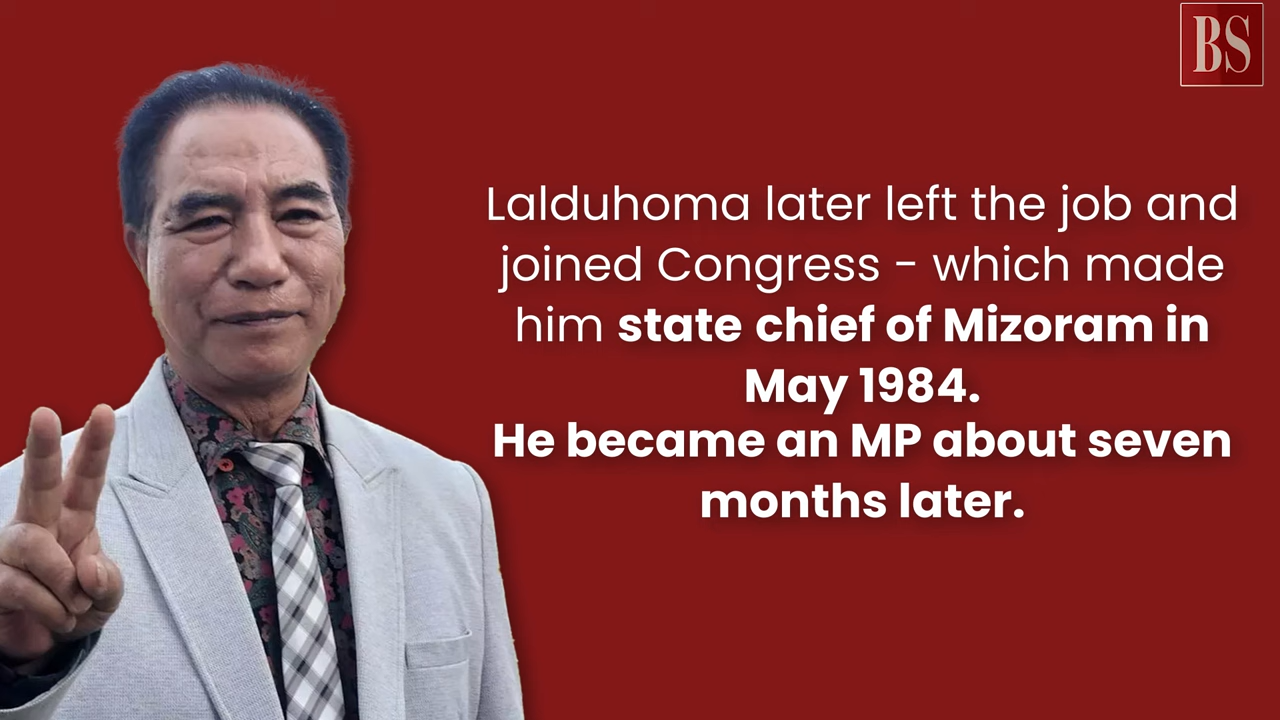 BS
Lalduhoma later left the job and
joined Congress - which made
him state chief of Mizoram in
May 1984.
He became an MP about seven
months later.